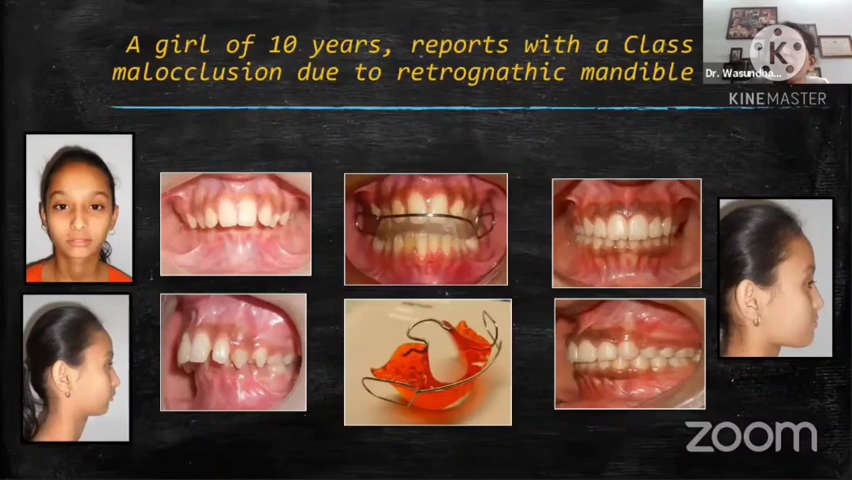 A girl of 10 years, reports with a Class
malocclusion due to retrognathic mandible
K
Dr. Wasundha...
KINEMASTER
zoom